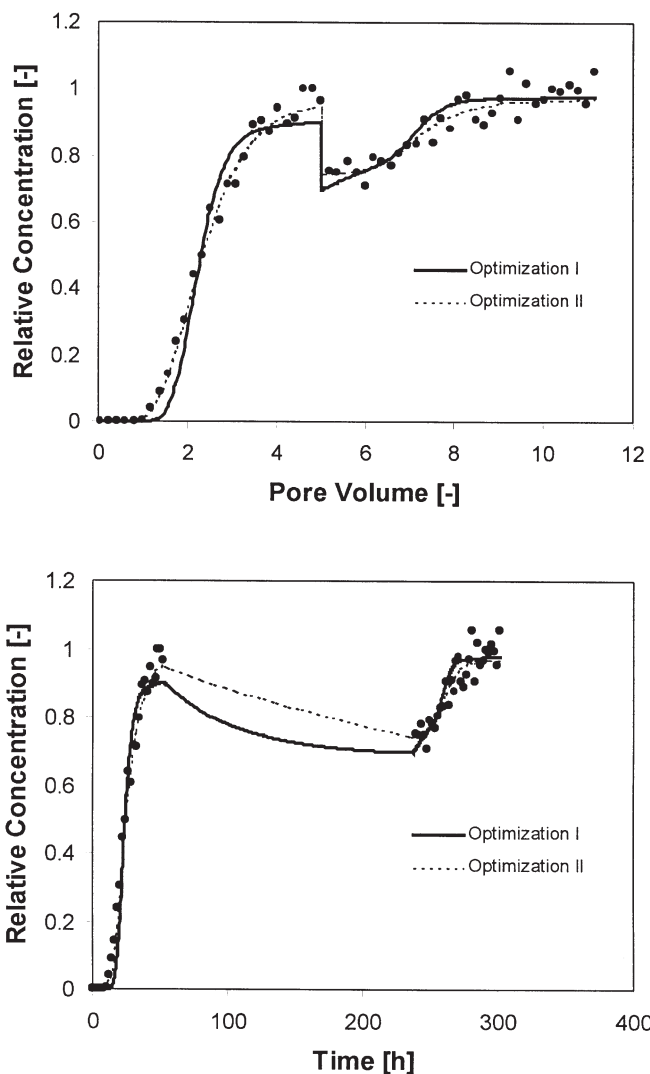 1.2
1
0.8
0.6
0.4
0.2
0
Relative Concentration [-]
Optimization I
Optimization II
0 2 4 6 8 10 12
Pore Volume [-]
1.2
1
0.8
0.6
0.4
0.2
0
Relative Concentration [-]
Optimization I
Optimization II
0 100 200 300 400
Time [h]